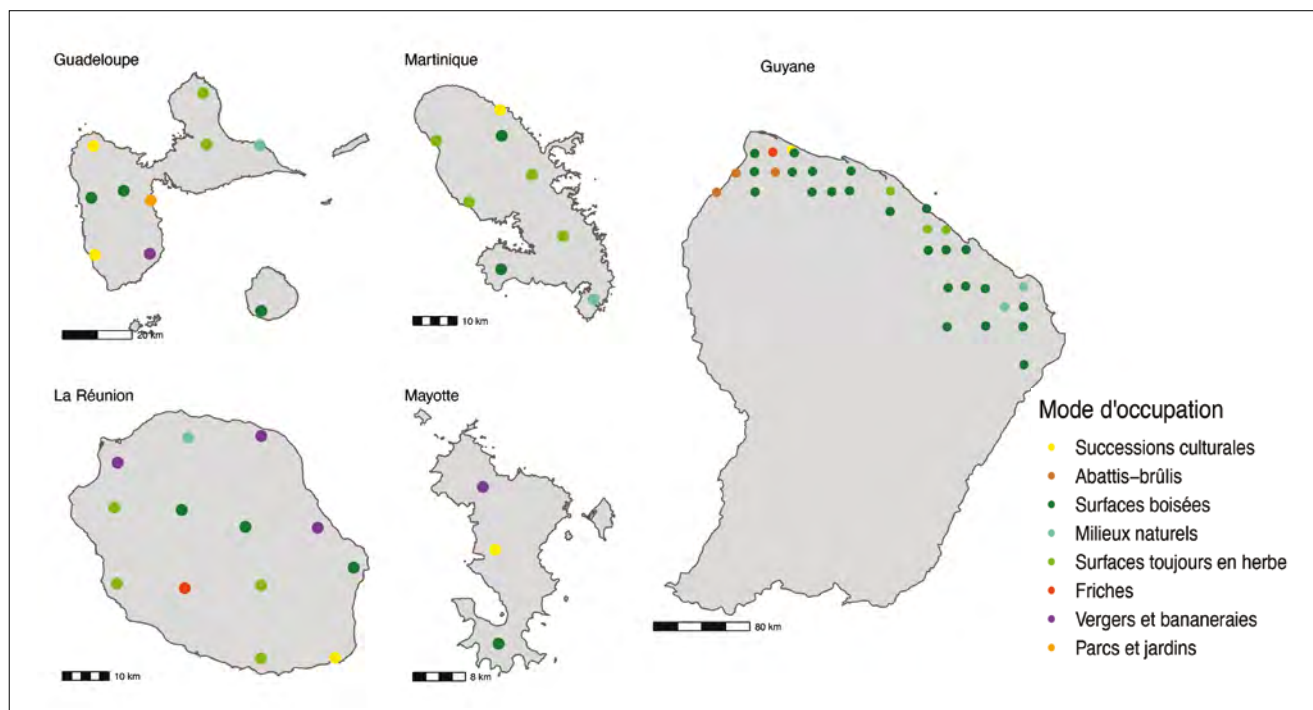 Guadeloupe
Martinique
Guyane
20 km
10 km
La Réunion
Mayotte
10 km
8 km
80 km
Mode d'occupation
Successions culturales
Abattis–brûlis
Surfaces boisées
Milieux naturels
Surfaces toujours en herbe
Friches
Vergers et bananeraies
Parcs et jardins